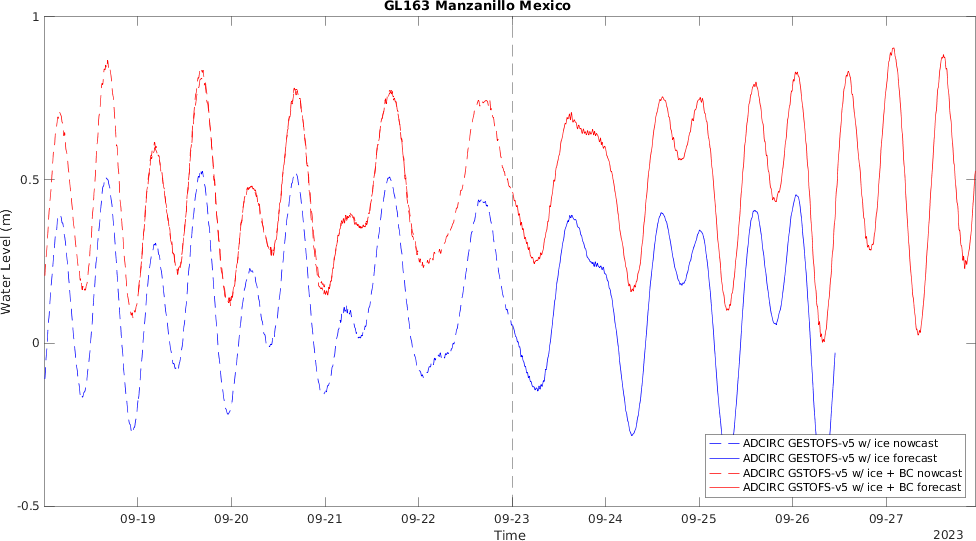 GL163 Manzanillo Mexico
1
0.5
0
-0.5
Water Level (m)
ADCIRC GESTOFS-v5 w/ ice nowcast
ADCIRC GESTOFS-v5 w/ ice forecast
ADCIRC GSTOFS-v5 w/ ice + BC nowcast
ADCIRC GSTOFS-v5 w/ ice + BC forecast
09-19 09-20 09-21 09-22 09-23 09-24 09-25 09-26 09-27
Time
2023